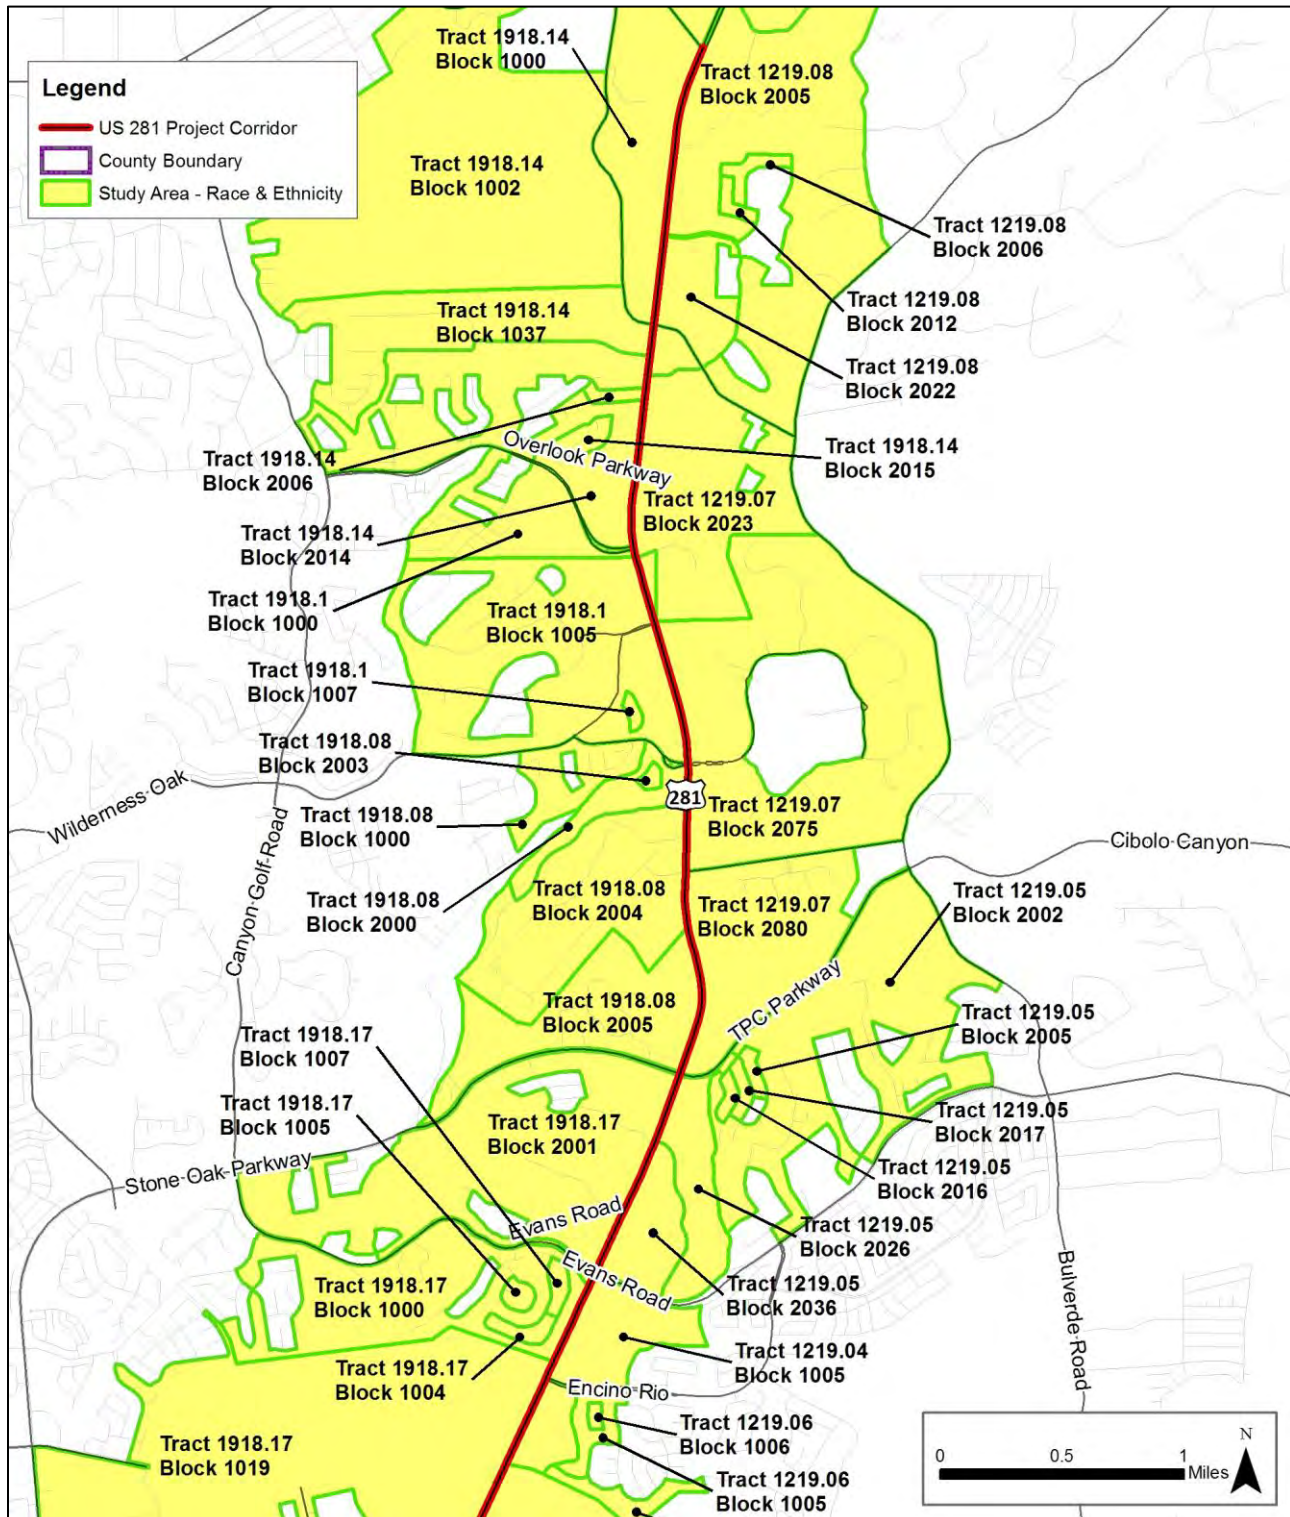 Tract 1918.14
Block 1000
Legend
US 281 Project Corridor
County Boundary
Study Area - Race & Ethnicity
Tract 1219.08
Block 2005
Tract 1918.14
Block 1002
Tract 1219.08
Block 2006
Tract 1219.08
Block 2012
Tract 1918.14
Block 1037
Tract 1219.08
Block 2022
Overlook Parkway
Tract 1918.14
Block 2015
Tract 1918.14
Block 2006
Tract 1219.07
Block 2023
Tract 1918.14
Block 2014
Tract 1918.1
Block 1000
Tract 1918.1
Block 1005
Tract 1918.1
Block 1007
Tract 1918.08
Block 2003
281
Wilderness Oak
Tract 1918.08
Block 1000
Tract 1219.07
Block 2075
Cibolo Canyon
Canyon Golf Road
Tract 1918.08
Block 2000
Tract 1918.08
Block 2004
Tract 1219.07
Block 2080
Tract 1219.05
Block 2002
TPC Parkway
Tract 1918.08
Block 2005
Tract 1219.05
Block 2005
Tract 1918.17
Block 1007
Tract 1918.17
Block 1005
Tract 1918.17
Block 2001
Tract 1219.05
Block 2017
Stone Oak Parkway
Tract 1219.05
Block 2016
Evans Road
Tract 1219.05
Block 2026
Evans Road
Tract 1918.17
Block 1000
Tract 1219.05
Block 2036
Bulverde Road
Tract 1918.17
Block 1004
Tract 1219.04
Block 1005
Encino Rio
Tract 1219.06
Block 1006
Tract 1918.17
Block 1019
Tract 1219.06
Block 1005
N
0 0.5 1
Miles